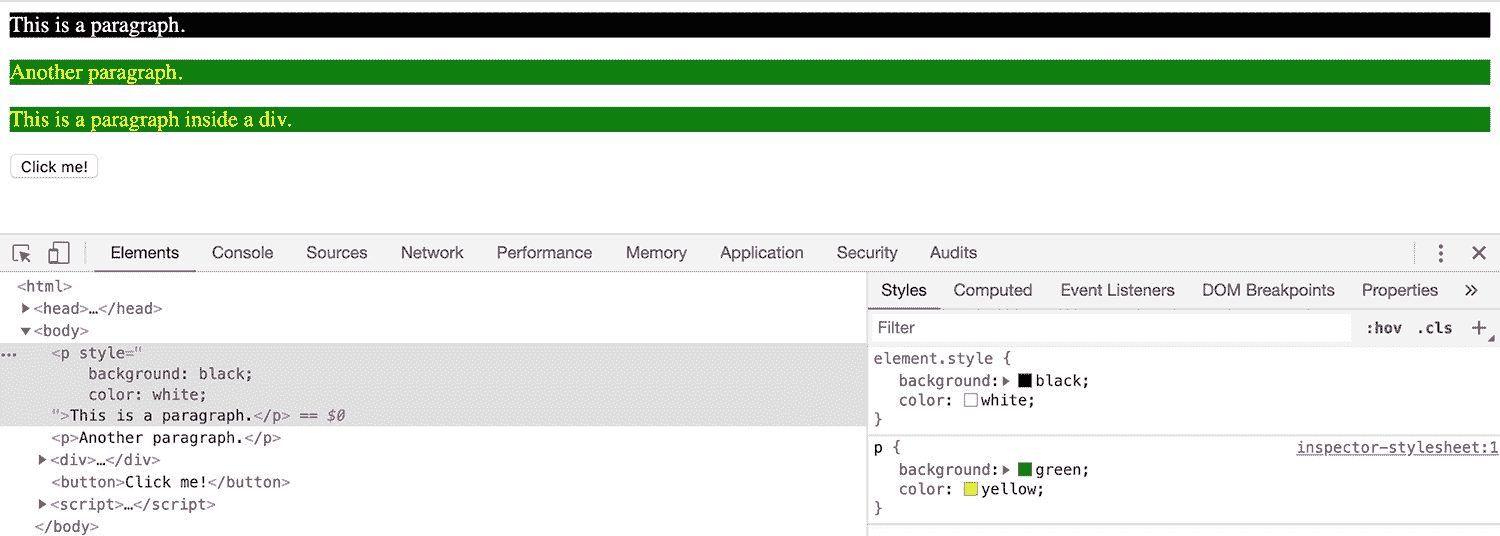 This is a paragraph.
Another paragraph.
This is a paragraph inside a div.
Click me!
Elements Console Sources Network Performance Memory Application Security Audits
<html>
<head>…</head>
<body>
<p style="
background: black;
color: white;
">This is a paragraph.</p> == $0
<p>Another paragraph.</p>
<div>…</div>
<button>Click me!</button>
<script>…</script>
</body>
Styles Computed Event Listeners DOM Breakpoints Properties »
Filter :hov .cls +
element.style {
background: black;
color: white;
}
p { inspector-stylesheet:1
background: green;
color: yellow;
}